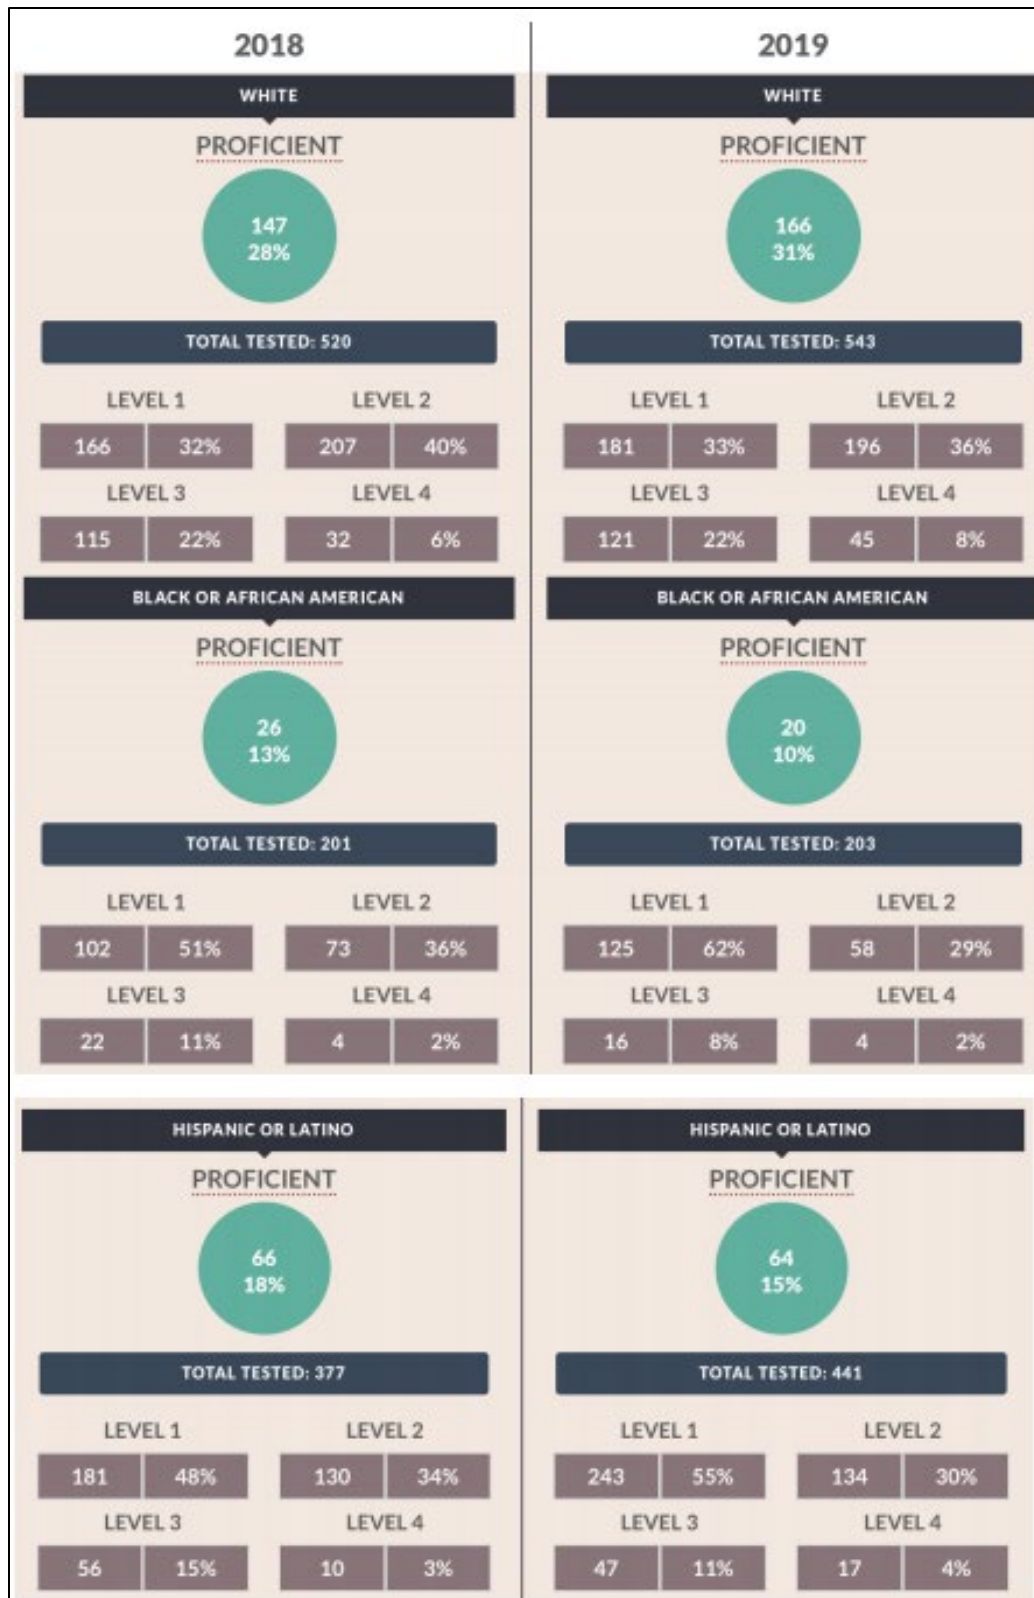 2018
WHITE
PROFICIENT
147
28%
TOTAL TESTED: 520
LEVEL 1 LEVEL 2
166 32% 207 40%
LEVEL 3 LEVEL 4
115 22% 32 6%
BLACK OR AFRICAN AMERICAN
PROFICIENT
26
13%
TOTAL TESTED: 201
LEVEL 1 LEVEL 2
102 51% 73 36%
LEVEL 3 LEVEL 4
22 11% 4 2%
HISPANIC OR LATINO
PROFICIENT
66
18%
TOTAL TESTED: 377
LEVEL 1 LEVEL 2
181 48% 130 34%
LEVEL 3 LEVEL 4
56 15% 10 3%
2019
WHITE
PROFICIENT
166
31%
TOTAL TESTED: 543
LEVEL 1 LEVEL 2
181 33% 196 36%
LEVEL 3 LEVEL 4
121 22% 45 8%
BLACK OR AFRICAN AMERICAN
PROFICIENT
20
10%
TOTAL TESTED: 203
LEVEL 1 LEVEL 2
125 62% 58 29%
LEVEL 3 LEVEL 4
16 8% 4 2%
HISPANIC OR LATINO
PROFICIENT
64
15%
TOTAL TESTED: 441
LEVEL 1 LEVEL 2
243 55% 134 30%
LEVEL 3 LEVEL 4
47 11% 17 4%